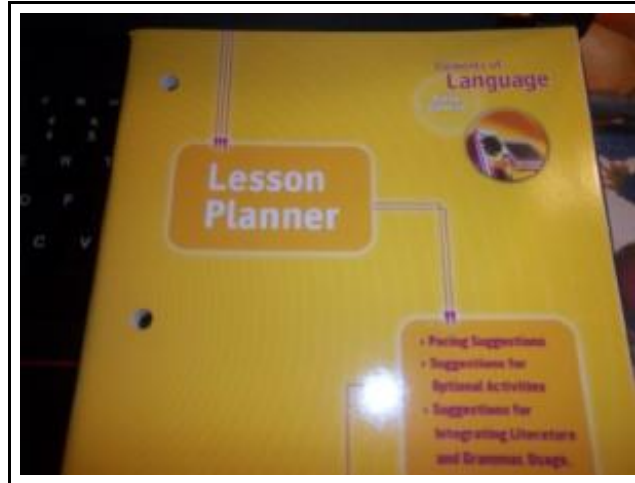 Elements of
Language
Lesson
Planner
• Pacing Suggestions
• Suggestions for
Optional Activities
• Suggestions for
Integrating Literature
and Grammar, Usage,